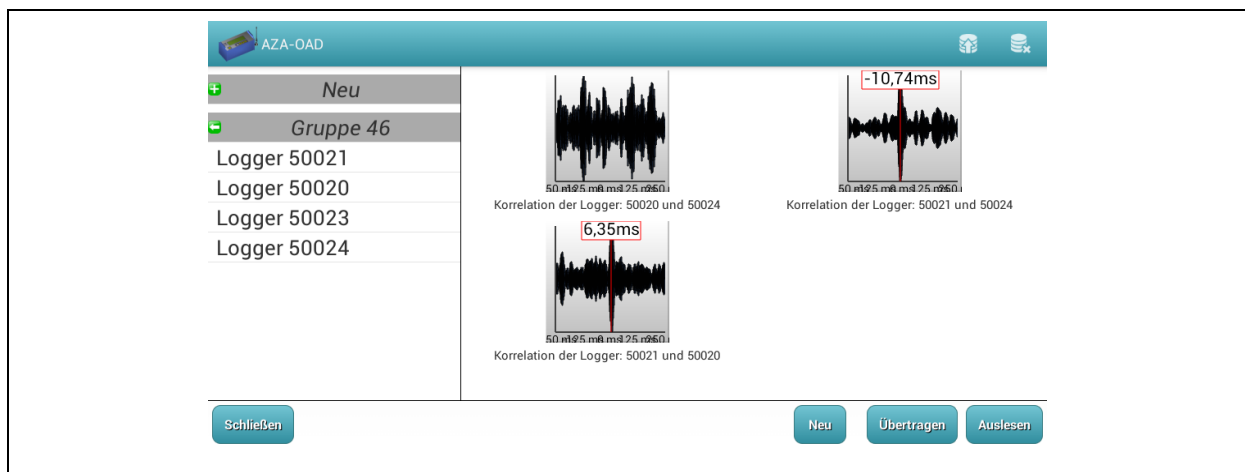 AZA-OAD
Neu
Gruppe 46
Logger 50021
Logger 50020
Logger 50023
Logger 50024
Korrelation der Logger: 50020 und 50024
-10,74ms
Korrelation der Logger: 50021 und 50024
6,35ms
Korrelation der Logger: 50021 und 50020
Schließen
Neu
Übertragen
Auslesen